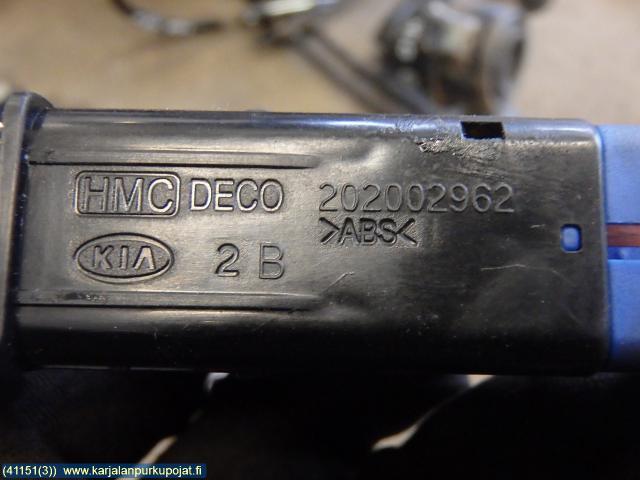 HMC DECO 202002962
>ABS<
KIA 2 B
(41151(3)) www.karjalanpurkupojat.fi